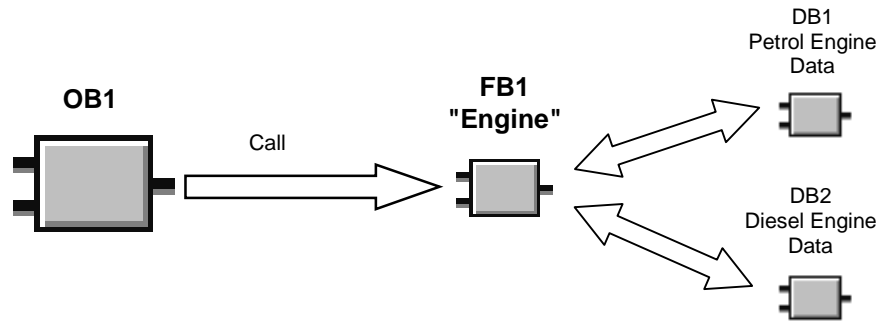 OB1
Call
FB1
"Engine"
DB1
Petrol Engine
Data
DB2
Diesel Engine
Data